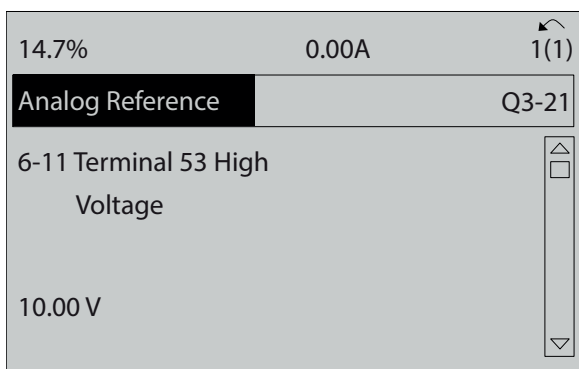 14.7% 0.00A 1(1)
Analog Reference Q3-21
6-11 Terminal 53 High
Voltage
10.00 V